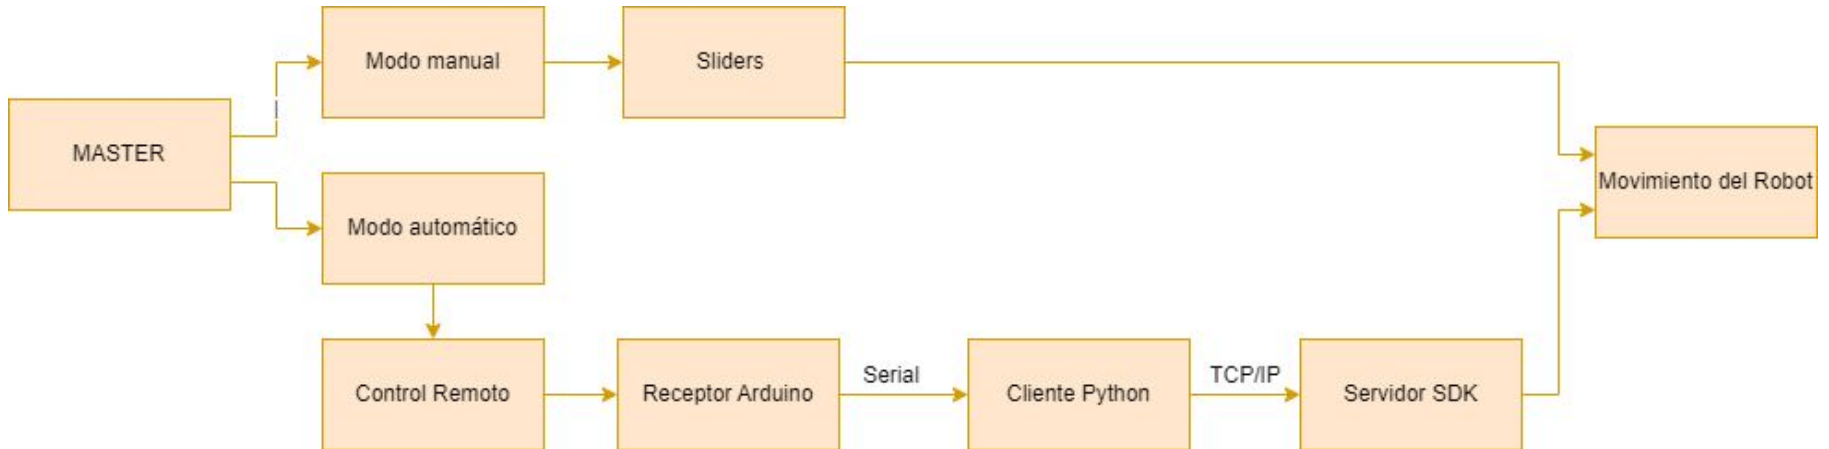 Modo manual
Sliders
MASTER
Movimiento del Robot
Modo automático
Control Remoto
Receptor Arduino
Serial
Cliente Python
TCP/IP
Servidor SDK